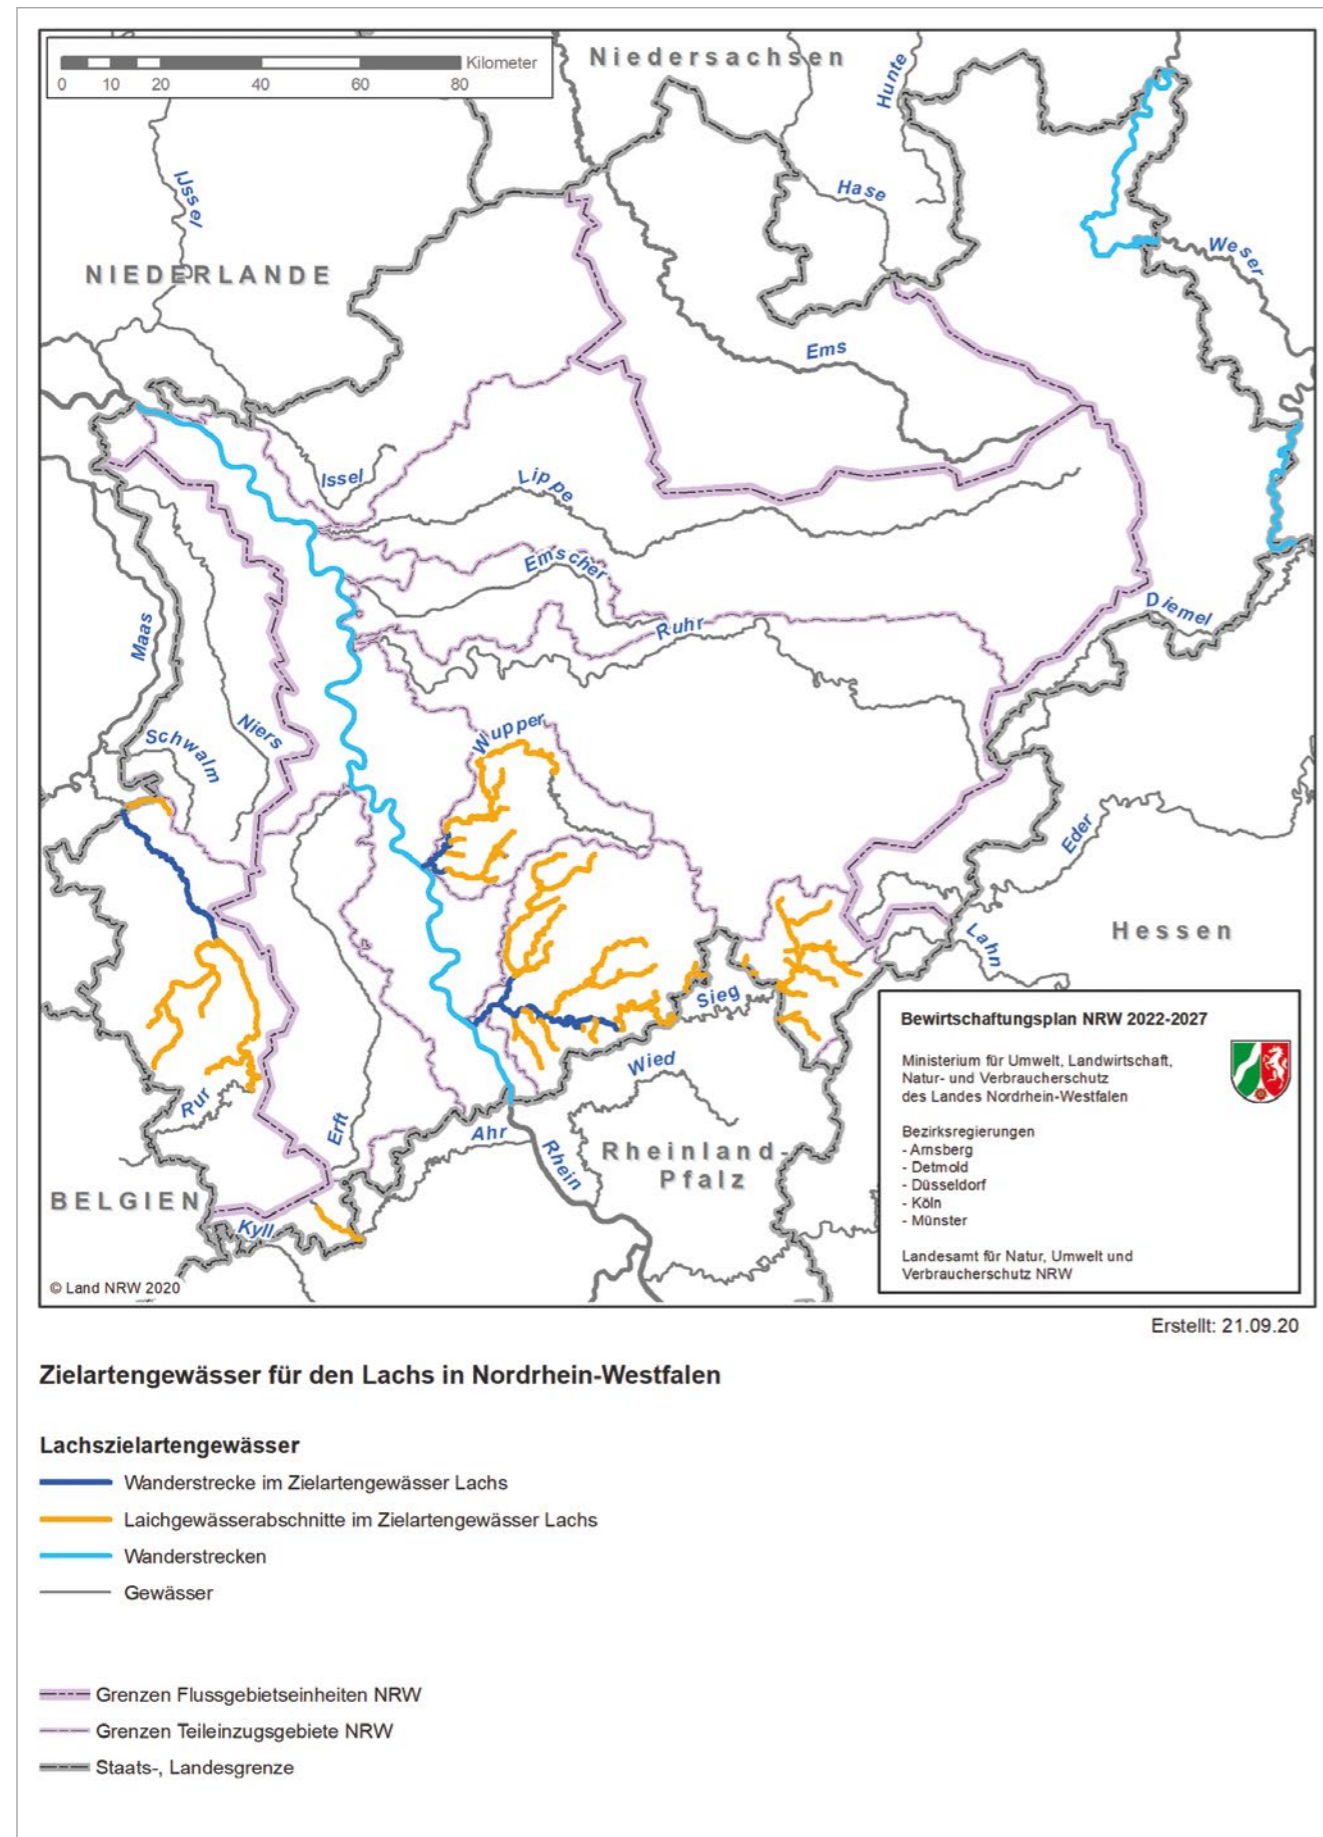 Kilometer
0 10 20 40 60 80
Niedersachsen
Hunte
IJssel
Hase
NIEDERLANDE
Weser
Ems
Issel
Lippe
Emscher
Diemel
Ruhr
Maas
Niers
Schwalm
Wupper
Eder
Hessen
Lahn
Sieg
Wied
Rur
Erft
Ahr
Rhein
Rheinland-
Pfalz
BELGIEN
Kyll
© Land NRW 2020
Bewirtschaftungsplan NRW 2022-2027
Ministerium für Umwelt, Landwirtschaft,
Natur- und Verbraucherschutz
des Landes Nordrhein-Westfalen
Bezirksregierungen
- Arnsberg
- Detmold
- Düsseldorf
- Köln
- Münster
Landesamt für Natur, Umwelt und
Verbraucherschutz NRW
Erstellt: 21.09.20
Zielartengewässer für den Lachs in Nordrhein-Westfalen
Lachszielartengewässer
Wanderstrecke im Zielartengewässer Lachs
Laichgewässerabschnitte im Zielartengewässer Lachs
Wanderstrecken
Gewässer
Grenzen Flussgebietseinheiten NRW
Grenzen Teileinzugsgebiete NRW
Staats-, Landesgrenze